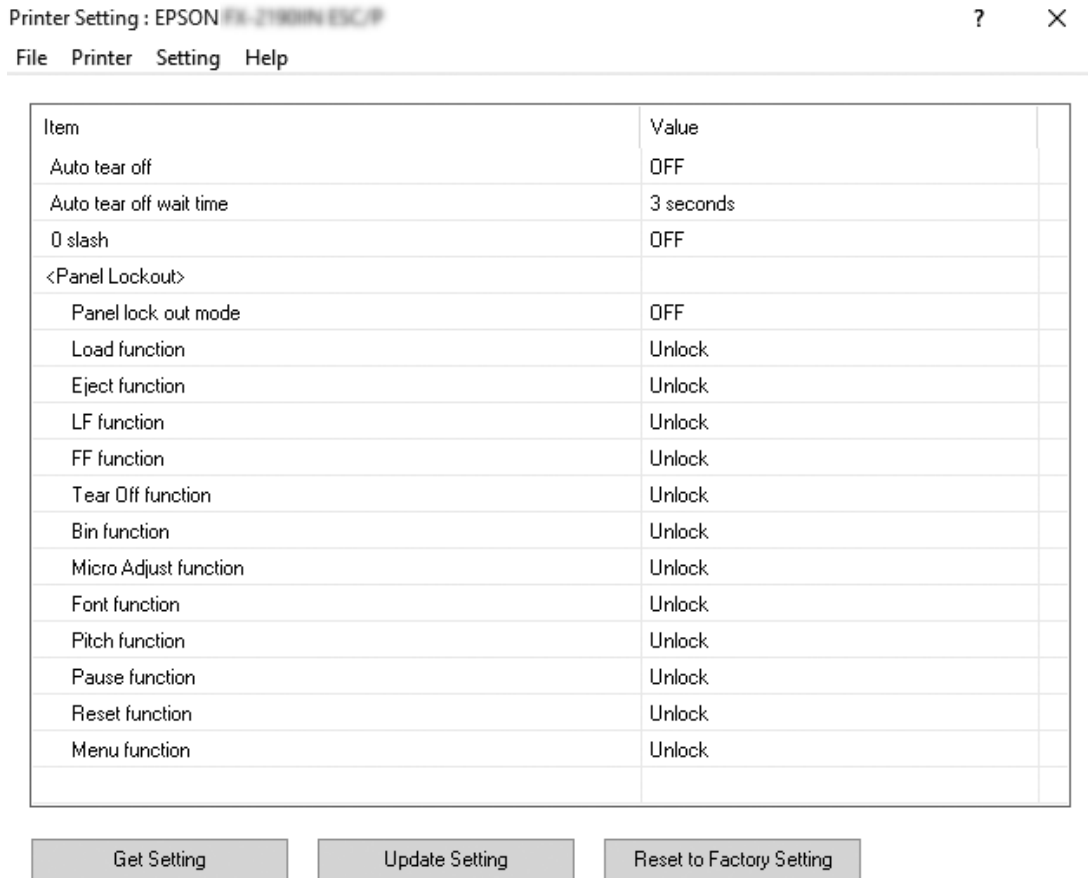 Printer Setting : EPSON
? ×
File Printer Setting Help
Item Value
Auto tear off OFF
Auto tear off wait time 3 seconds
0 slash OFF
<Panel Lockout>
Panel lock out mode OFF
Load function Unlock
Eject function Unlock
LF function Unlock
FF function Unlock
Tear Off function Unlock
Bin function Unlock
Micro Adjust function Unlock
Font function Unlock
Pitch function Unlock
Pause function Unlock
Reset function Unlock
Menu function Unlock
Get Setting Update Setting Reset to Factory Setting